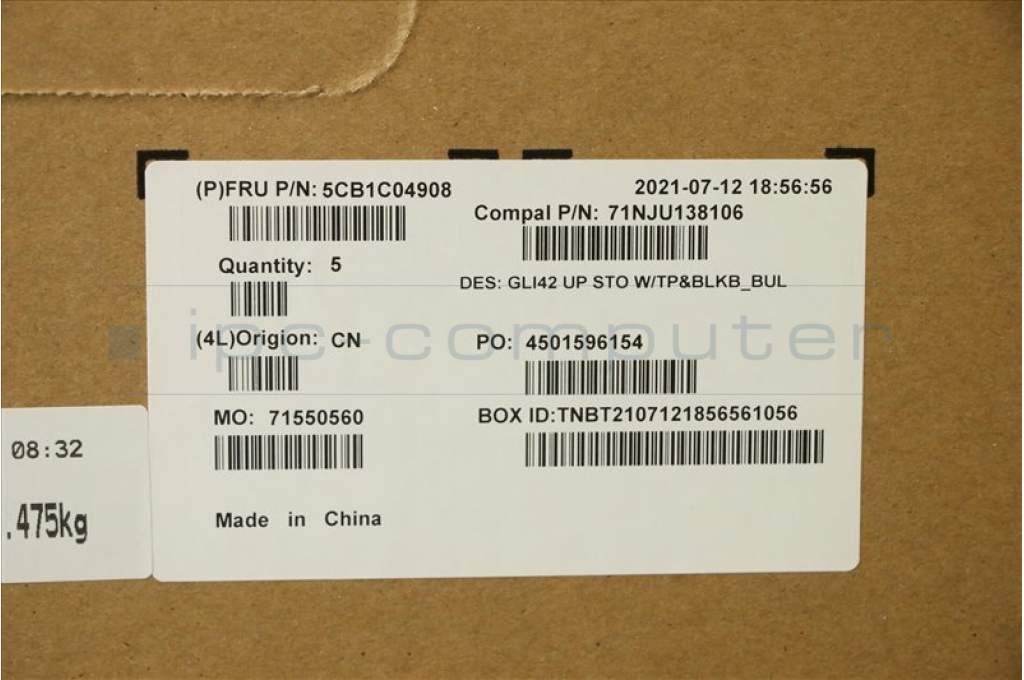 (P)FRU P/N: 5CB1C04908
2021-07-12 18:56:56
Compal P/N: 71NJU138106
Quantity: 5
DES: GLI42 UP STO W/TP&BLKB_BUL
ipc-computer
(4L)Origion: CN
PO: 4501596154
MO: 71550560
BOX ID:TNBT2107121856561056
Made in China
08:32
.475kg